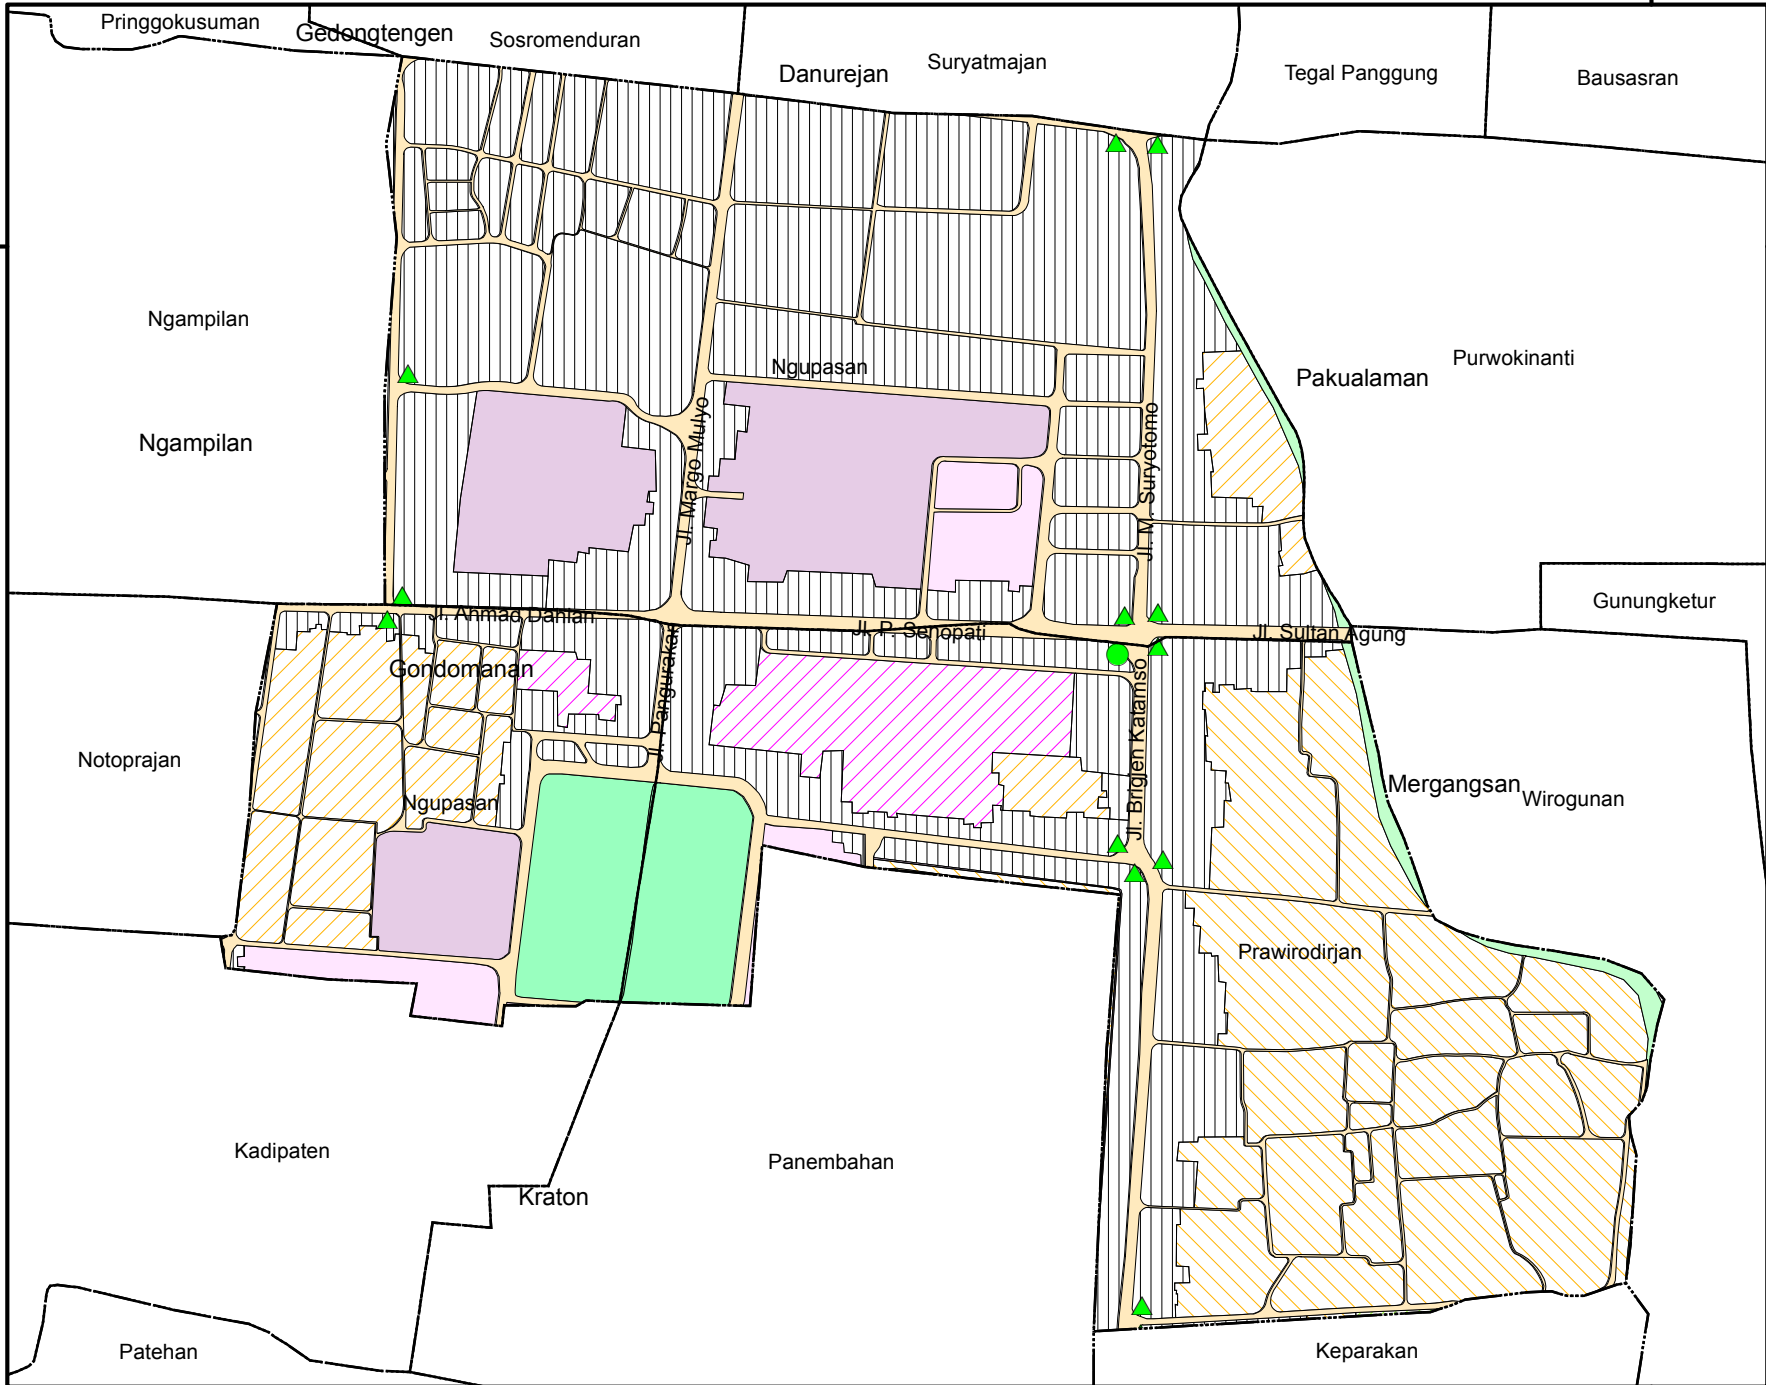 Pringgokusuman
Gedongtengen
Sosromenduran
Danurejan
Suryatmajan
Tegal Panggung
Bausasran
Ngampilan
Ngupasan
Pakualaman
Purwokinanti
Ngampilan
Jl. Margo Mulyo
Jl. M. Suryotomo
Gunungketur
Jl. Ahmad Dahlan
Jl. P. Senopati
Jl. Sultan Agung
Gondomanan
Jl. Pangurakan
Jl. Brigjen Katamso
Notoprajan
Ngupasan
Mergangsan
Wirogunan
Prawirodirjan
Kadipaten
Panembahan
Kraton
Patehan
Keparakan